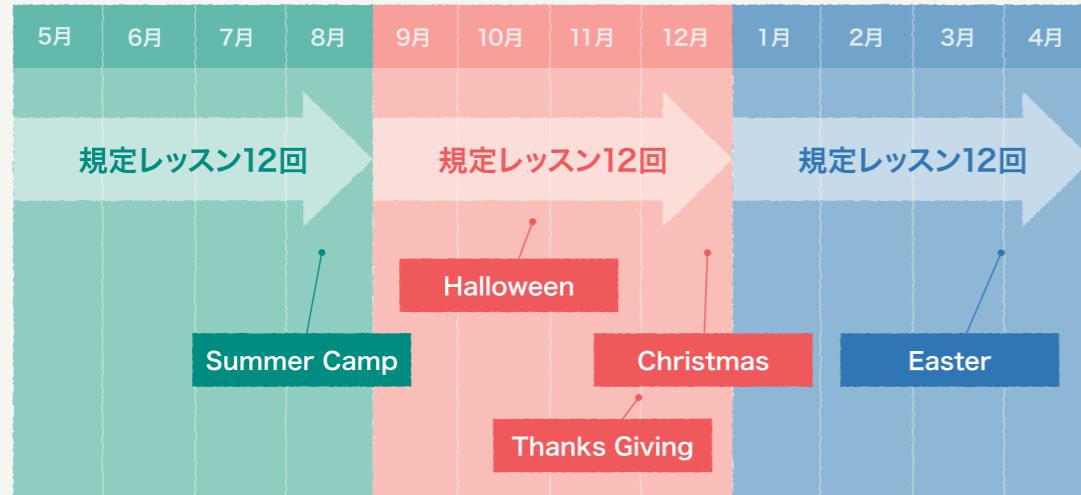 5月 6月 7月 8月 9月 10月 11月 12月 1月 2月 3月 4月
規定レッスン12回 規定レッスン12回 規定レッスン12回
Halloween
Summer Camp Christmas Easter
Thanks Giving